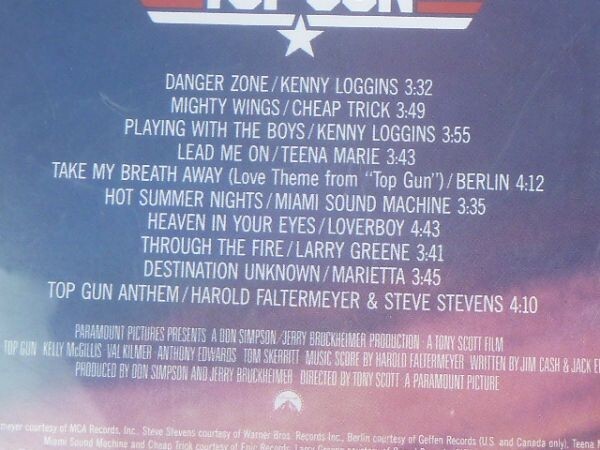 TOP GUN
DANGER ZONE/KENNY LOGGINS 3:32
MIGHTY WINGS/CHEAP TRICK 3:49
PLAYING WITH THE BOYS/KENNY LOGGINS 3:55
LEAD ME ON/TEENA MARIE 3:43
TAKE MY BREATH AWAY (Love Theme from "Top Gun")/BERLIN 4:12
HOT SUMMER NIGHTS/MIAMI SOUND MACHINE 3:35
HEAVEN IN YOUR EYES/LOVERBOY 4:43
THROUGH THE FIRE/LARRY GREENE 3:41
DESTINATION UNKNOWN/MARIETTA 3:45
TOP GUN ANTHEM/HAROLD FALTERMEYER & STEVE STEVENS 4:10
PARAMOUNT PICTURES PRESENTS A DON SIMPSON/JERRY BRUCKHEIMER PRODUCTION A TONY SCOTT FILM
TOP GUN KELLY McGILLIS VAL KILMER ANTHONY EDWARDS TOM SKERRITT MUSIC SCORE BY HAROLD FALTERMEYER WRITTEN BY JIM CASH & JACK E
PRODUCED BY DON SIMPSON AND JERRY BRUCKHEIMER DIRECTED BY TONY SCOTT A PARAMOUNT PICTURE
meyer courtesy of MCA Records, Inc., Steve Stevens courtesy of Warner Bros. Records Inc., Berlin courtesy of Geffen Records (U.S. and Canada only), Teena M
Miami Sound Machine and Cheap Trick courtesy of Epic Records, Larry Greene courtesy of